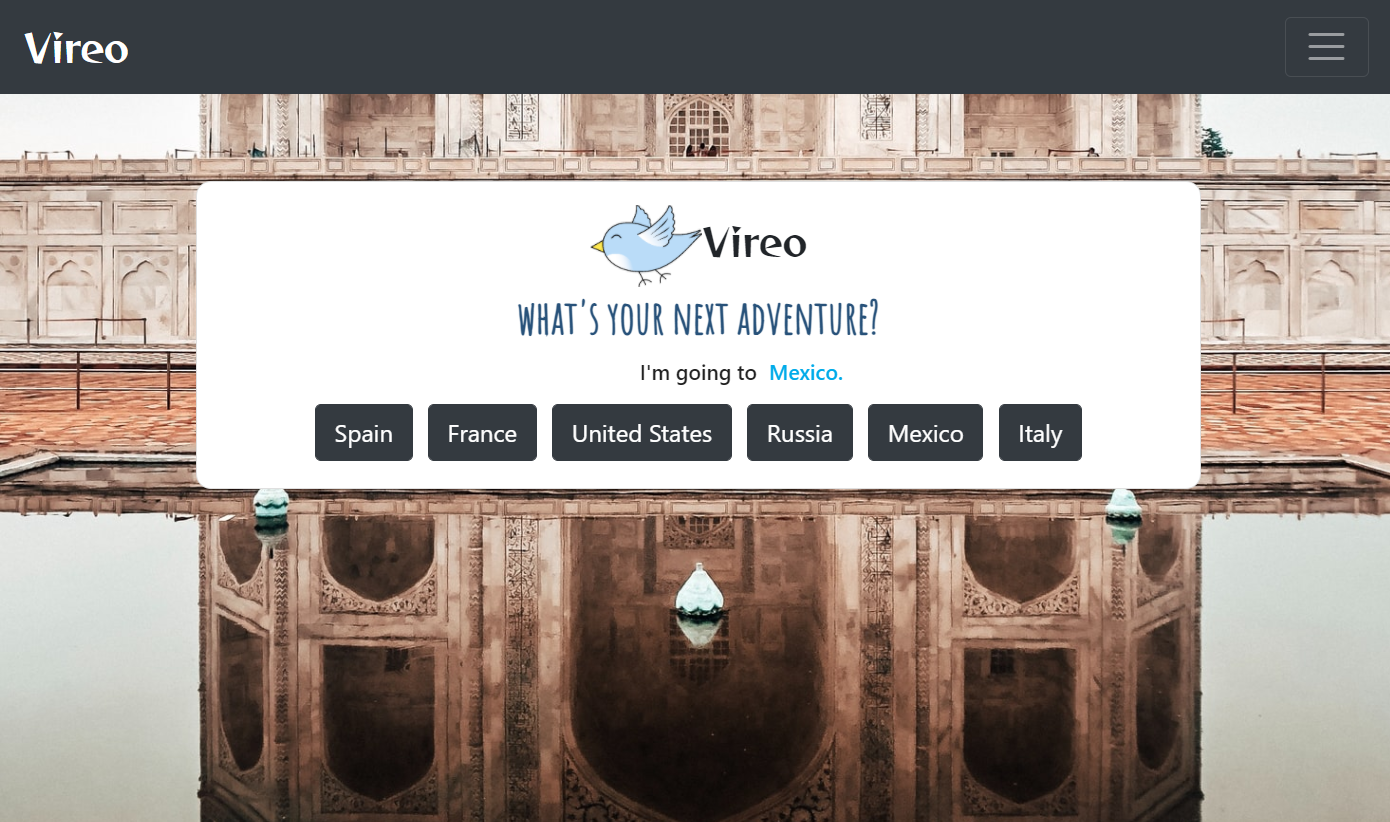 Vireo
Vireo
WHAT'S YOUR NEXT ADVENTURE?
I'm going to Mexico.
Spain France United States Russia Mexico Italy